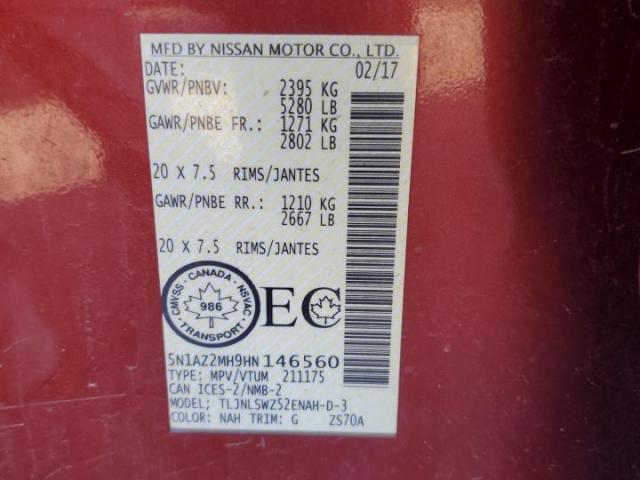 MFD BY NISSAN MOTOR CO., LTD.
DATE: 02/17
GVWR/PNBV: 2395 KG
5280 LB
GAWR/PNBE FR.: 1271 KG
2802 LB
20 X 7.5 RIMS/JANTES
GAWR/PNBE RR.: 1210 KG
2667 LB
20 X 7.5 RIMS/JANTES
CMVSS · CANADA · NSVAC
986
TRANSPORT
EC
5N1AZ2MH9HN146560
TYPE: MPV/VTUM 211175
CAN ICES-2/NMB-2
MODEL: TLJNLSWZS2ENAH-D-3
COLOR: NAH TRIM: G ZS70A